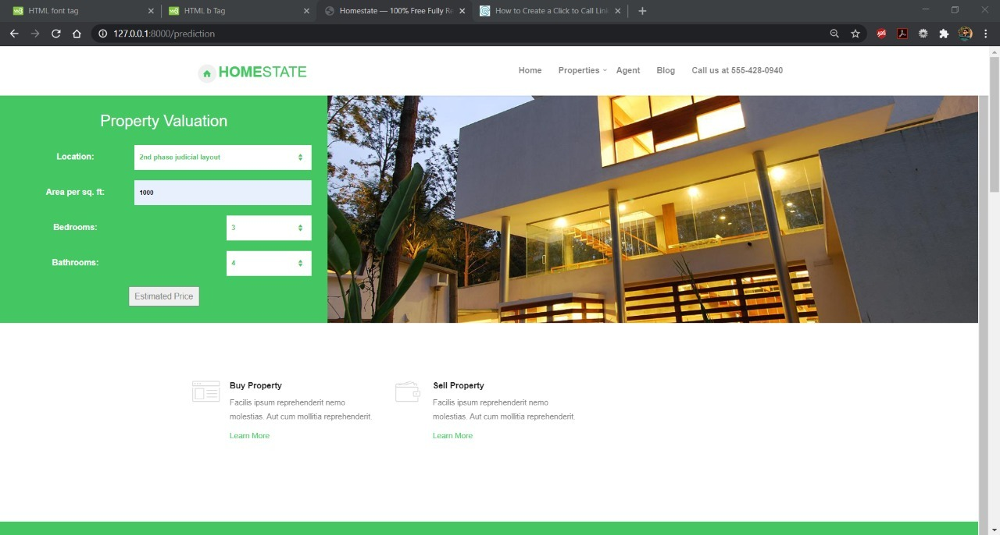 HTML font tag
HTML b Tag
Homestate — 100% Free Fully Re
How to Create a Click to Call Link
127.0.0.1:8000/prediction
HOMESTATE
Home Properties Agent Blog Call us at 555-428-0940
Property Valuation
Location: 2nd phase judicial layout
Area per sq. ft: 1000
Bedrooms: 3
Bathrooms: 4
Estimated Price
Buy Property
Facilis ipsum reprehenderit nemo
molestias. Aut cum mollitia reprehenderit.
Learn More
Sell Property
Facilis ipsum reprehenderit nemo
molestias. Aut cum mollitia reprehenderit.
Learn More